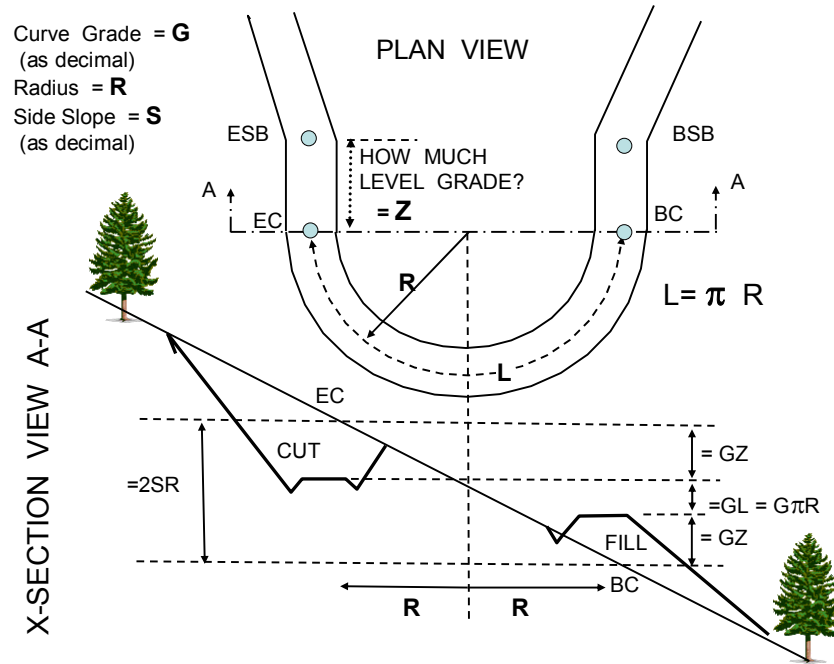 Curve Grade = G
(as decimal)
Radius = R
Side Slope = S
(as decimal)
PLAN VIEW
ESB
BSB
HOW MUCH
LEVEL GRADE?
= Z
A
A
EC
BC
R
L= π R
L
X-SECTION VIEW A-A
EC
CUT
= GZ
=2SR
=GL = GπR
FILL
= GZ
BC
R
R